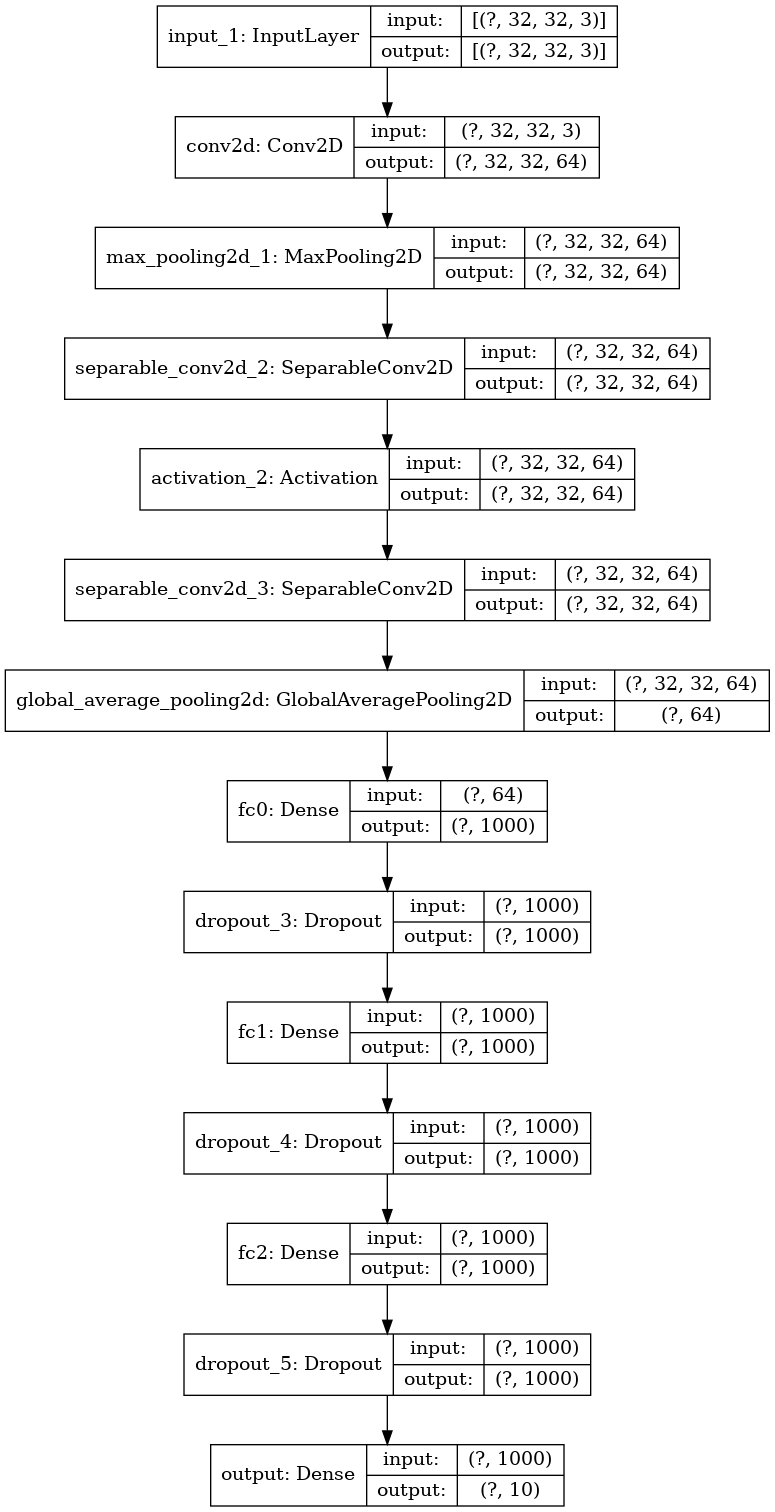 input_1: InputLayer
input: [(?, 32, 32, 3)]
output: [(?, 32, 32, 3)]
conv2d: Conv2D
input: (?, 32, 32, 3)
output: (?, 32, 32, 64)
max_pooling2d_1: MaxPooling2D
input: (?, 32, 32, 64)
output: (?, 32, 32, 64)
separable_conv2d_2: SeparableConv2D
input: (?, 32, 32, 64)
output: (?, 32, 32, 64)
activation_2: Activation
input: (?, 32, 32, 64)
output: (?, 32, 32, 64)
separable_conv2d_3: SeparableConv2D
input: (?, 32, 32, 64)
output: (?, 32, 32, 64)
global_average_pooling2d: GlobalAveragePooling2D
input: (?, 32, 32, 64)
output: (?, 64)
fc0: Dense
input: (?, 64)
output: (?, 1000)
dropout_3: Dropout
input: (?, 1000)
output: (?, 1000)
fc1: Dense
input: (?, 1000)
output: (?, 1000)
dropout_4: Dropout
input: (?, 1000)
output: (?, 1000)
fc2: Dense
input: (?, 1000)
output: (?, 1000)
dropout_5: Dropout
input: (?, 1000)
output: (?, 1000)
output: Dense
input: (?, 1000)
output: (?, 10)